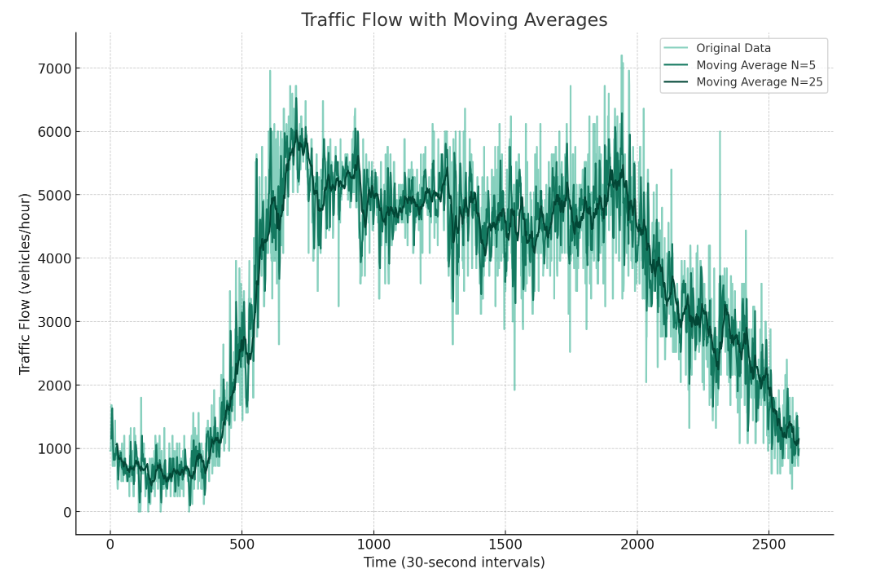 Traffic Flow with Moving Averages
Original Data
Moving Average N=5
Moving Average N=25
Traffic Flow (vehicles/hour)
7000
6000
5000
4000
3000
2000
1000
0
0 500 1000 1500 2000 2500
Time (30-second intervals)